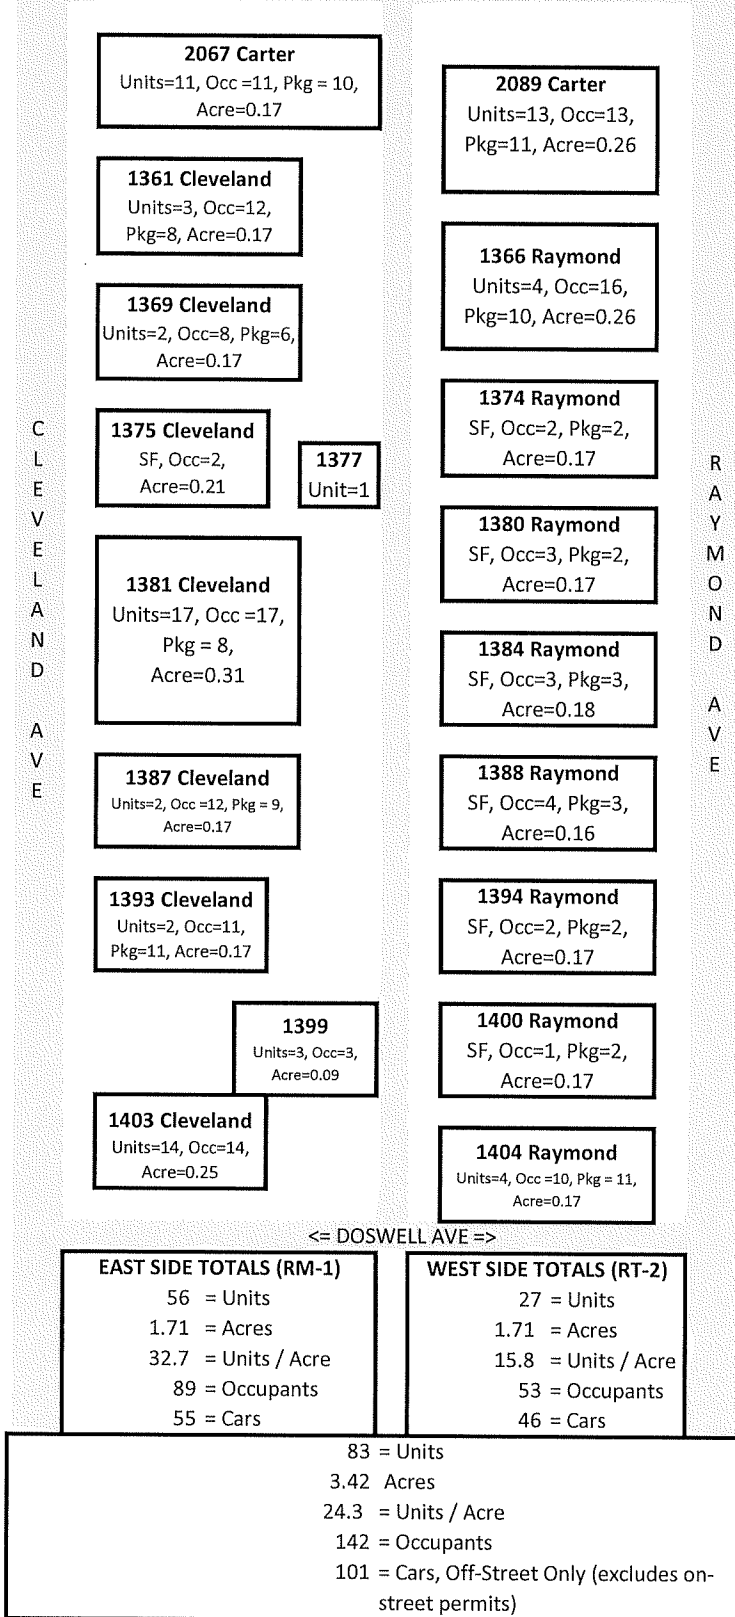 2067 Carter
Units=11, Occ =11, Pkg = 10,
Acre=0.17
1361 Cleveland
Units=3, Occ=12,
Pkg=8, Acre=0.17
1369 Cleveland
Units=2, Occ=8, Pkg=6,
Acre=0.17
1375 Cleveland
SF, Occ=2,
Acre=0.21
1377
Unit=1
1381 Cleveland
Units=17, Occ =17,
Pkg = 8,
Acre=0.31
1387 Cleveland
Units=2, Occ =12, Pkg = 9,
Acre=0.17
1393 Cleveland
Units=2, Occ=11,
Pkg=11, Acre=0.17
1399
Units=3, Occ=3,
Acre=0.09
1403 Cleveland
Units=14, Occ=14,
Acre=0.25
CLEVELAND AVE
2089 Carter
Units=13, Occ=13,
Pkg=11, Acre=0.26
1366 Raymond
Units=4, Occ=16,
Pkg=10, Acre=0.26
1374 Raymond
SF, Occ=2, Pkg=2,
Acre=0.17
1380 Raymond
SF, Occ=3, Pkg=2,
Acre=0.17
1384 Raymond
SF, Occ=3, Pkg=3,
Acre=0.18
1388 Raymond
SF, Occ=4, Pkg=3,
Acre=0.16
1394 Raymond
SF, Occ=2, Pkg=2,
Acre=0.17
1400 Raymond
SF, Occ=1, Pkg=2,
Acre=0.17
1404 Raymond
Units=4, Occ =10, Pkg = 11,
Acre=0.17
RAYMOND AVE
<= DOSWELL AVE =>
EAST SIDE TOTALS (RM-1)
56 = Units
1.71 = Acres
32.7 = Units / Acre
89 = Occupants
55 = Cars
WEST SIDE TOTALS (RT-2)
27 = Units
1.71 = Acres
15.8 = Units / Acre
53 = Occupants
46 = Cars
83 = Units
3.42 Acres
24.3 = Units / Acre
142 = Occupants
101 = Cars, Off-Street Only (excludes on-
street permits)